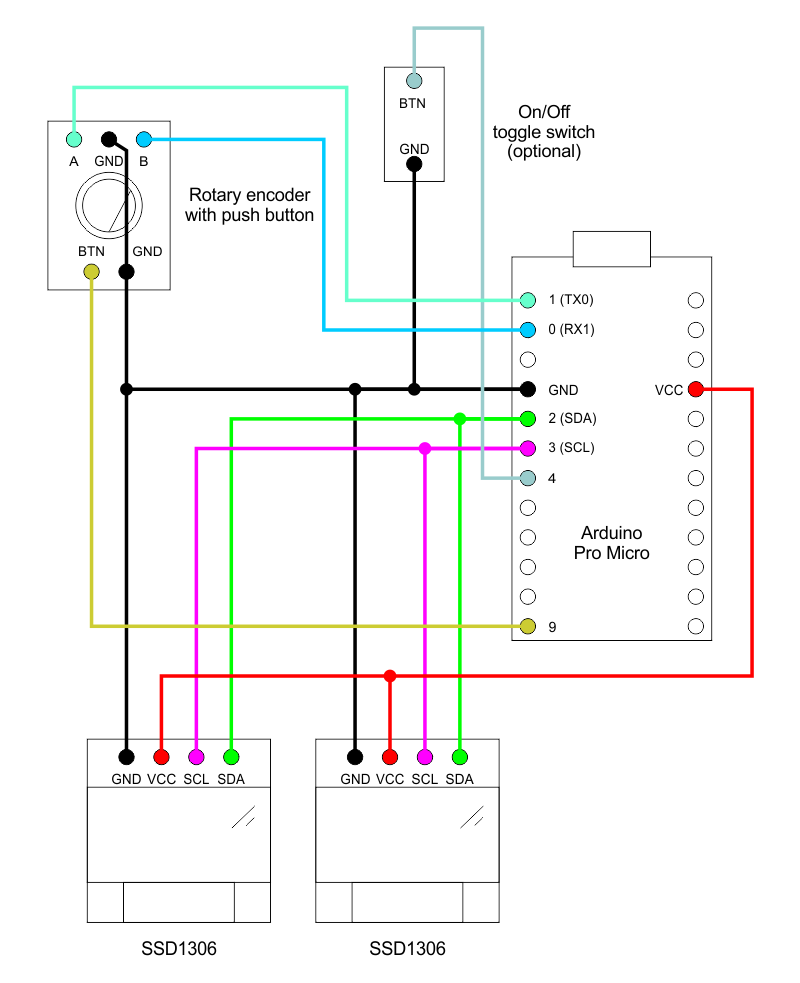 BTN
GND
On/Off
toggle switch
(optional)
A GND B
Rotary encoder
with push button
BTN GND
1 (TX0)
0 (RX1)
GND VCC
2 (SDA)
3 (SCL)
4
Arduino
Pro Micro
9
GND VCC SCL SDA
GND VCC SCL SDA
SSD1306
SSD1306